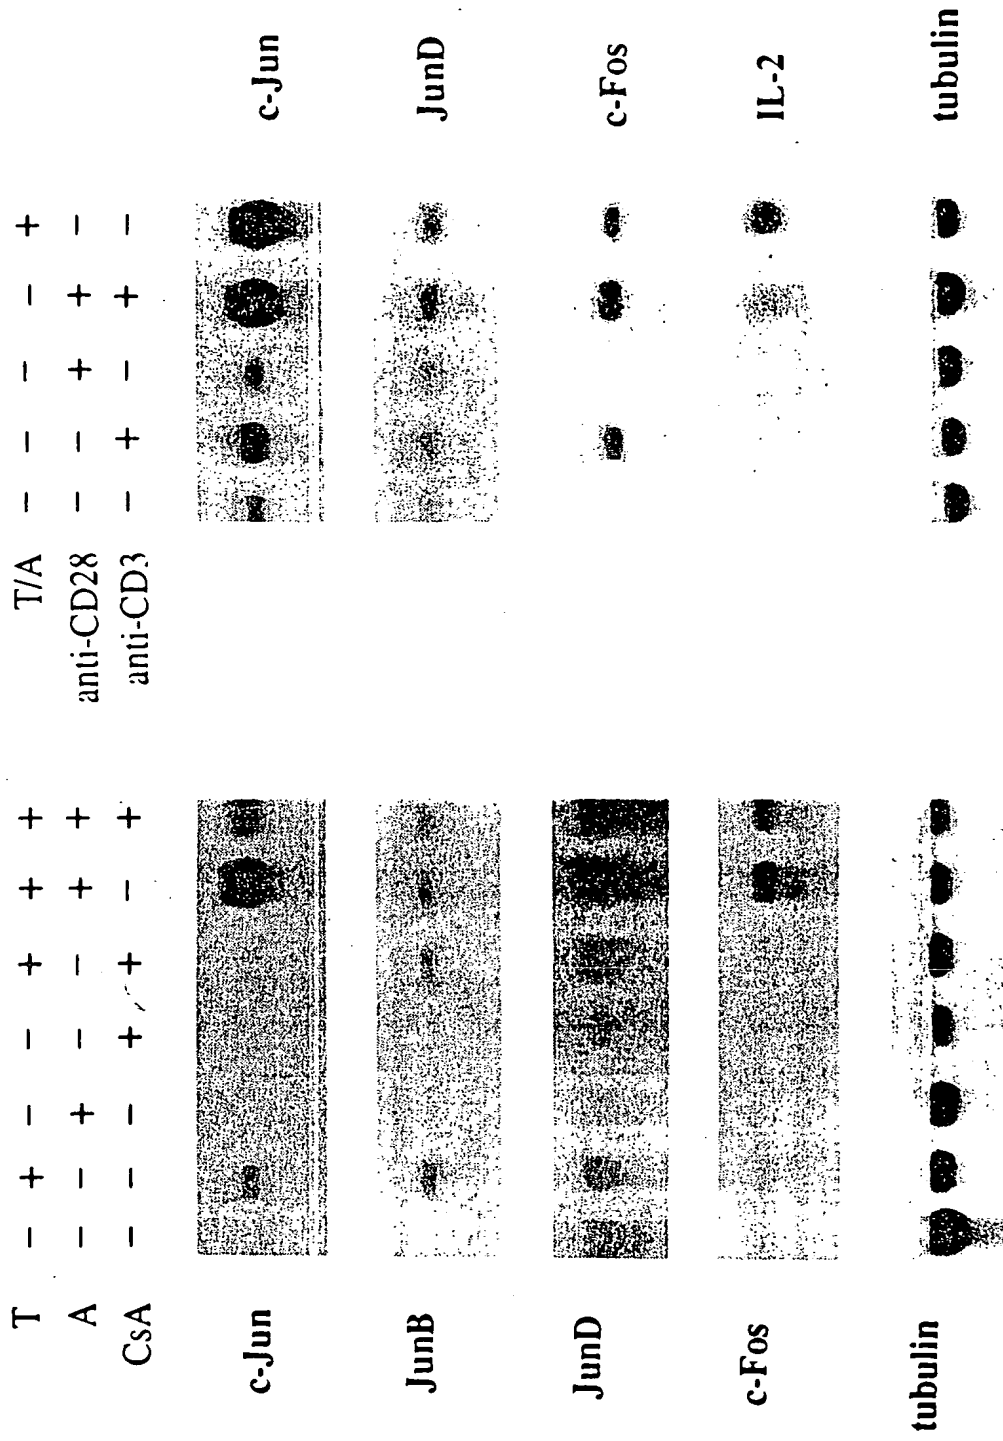 T − + − − + + +
A − − + − − + +
CsA − − − + + − +
c-Jun
JunB
JunD
c-Fos
tubulin
T/A − − − − +
anti-CD28 − − + + −
anti-CD3 − + − + −
c-Jun
JunD
c-Fos
IL-2
tubulin